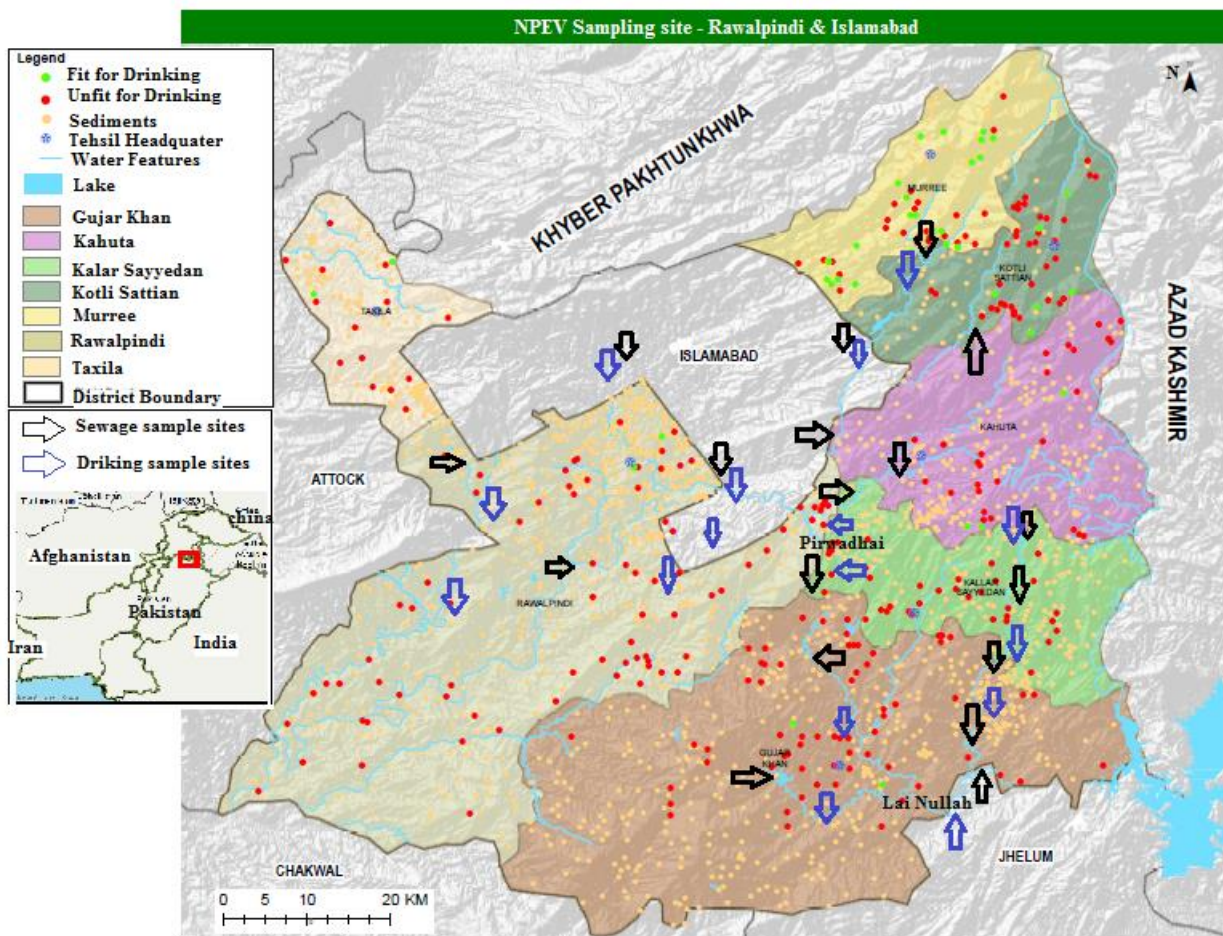 NPEV Sampling site - Rawalpindi & Islamabad
Legend
Fit for Drinking
Unfit for Drinking
Sediments
Tehsil Headquater
Water Features
Lake
Gujar Khan
Kahuta
Kalar Sayyedan
Kotli Sattian
Murree
Rawalpindi
Taxila
District Boundary
Sewage sample sites
Driking sample sites
china
Afghanistan
Pakistan
India
Iran
N
KHYBER PAKHTUNKHWA
MURREE
KOTLI
SATTIAN
AZAD KASHMIR
TAXILA
ISLAMABAD
KAHUTA
ATTOCK
Pirwadhai
RAWALPINDI
KALLAR
SAYYEDAN
GUJAR
KHAN
Lai Nullah
JHELUM
CHAKWAL
0 5 10 20 KM